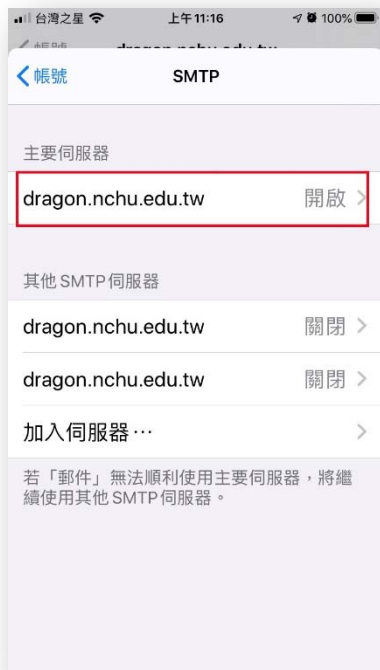 台灣之星 上午11:16 100%
帳號 SMTP
主要伺服器
dragon.nchu.edu.tw 開啟
其他 SMTP 伺服器
dragon.nchu.edu.tw 關閉
dragon.nchu.edu.tw 關閉
加入伺服器…
若「郵件」無法順利使用主要伺服器，將繼
續使用其他 SMTP 伺服器。